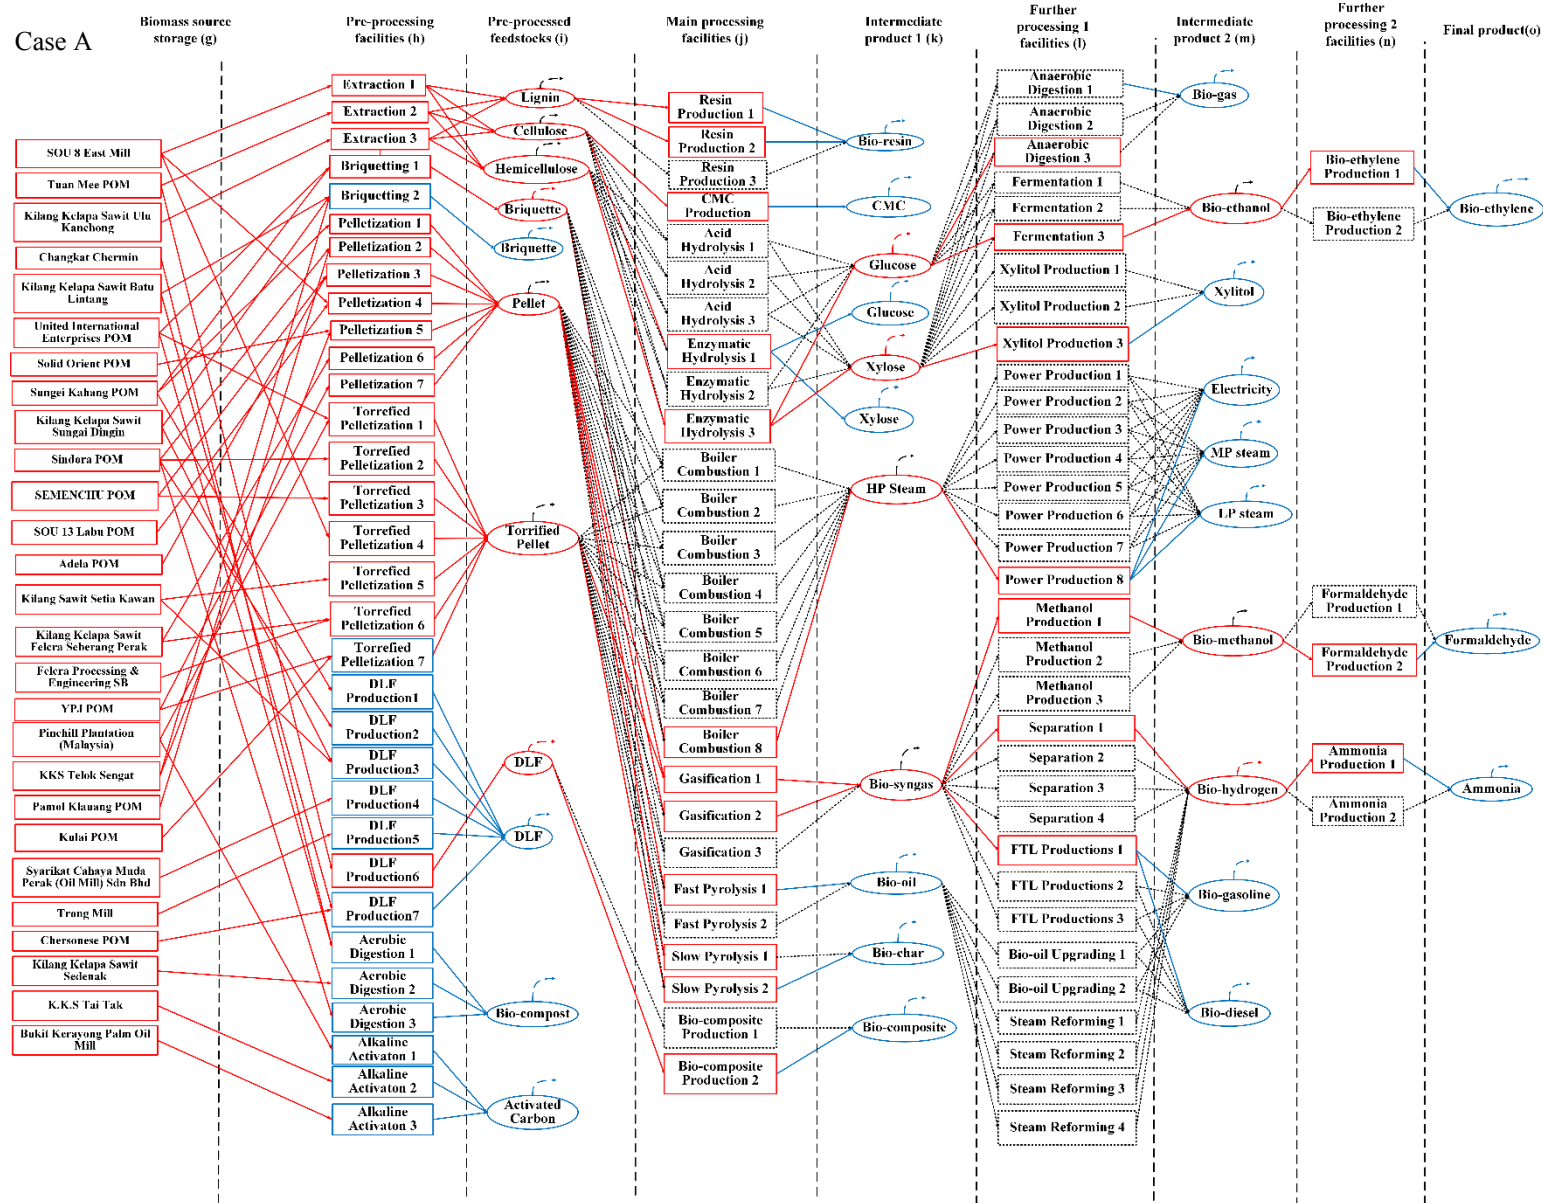 Case A
Biomass source
storage (g)
Pre-processing
facilities (h)
Pre-processed
feedstocks (i)
Main processing
facilities (j)
Intermediate
product 1 (k)
Further
processing 1
facilities (l)
Intermediate
product 2 (m)
Further
processing 2
facilities (n)
Final product(o)
SOU 8 East Mill
Tuan Mee POM
Kilang Kelapa Sawit Ulu
Kanchong
Changkat Chermin
Kilang Kelapa Sawit Batu
Lintang
United International
Enterprises POM
Solid Orient POM
Sungei Kahang POM
Kilang Kelapa Sawit
Sungai Dingin
Sindora POM
SEMENCHU POM
SOU 13 Labu POM
Adela POM
Kilang Sawit Setia Kawan
Kilang Kelapa Sawit
Felcra Seberang Perak
Felcra Processing &
Engineering SB
YPJ POM
Pinchill Plantation
(Malaysia)
KKS Telok Sengat
Pamol Kluang POM
Kulai POM
Syarikat Cahaya Muda
Perak (Oil Mill) Sdn Bhd
Trong Mill
Chersonese POM
Kilang Kelapa Sawit
Sedenak
K.K.S Tai Tak
Bukit Kerayong Palm Oil
Mill
Extraction 1
Extraction 2
Extraction 3
Briquetting 1
Briquetting 2
Pelletization 1
Pelletization 2
Pelletization 3
Pelletization 4
Pelletization 5
Pelletization 6
Pelletization 7
Torrefied
Pelletization 1
Torrefied
Pelletization 2
Torrefied
Pelletization 3
Torrefied
Pelletization 4
Torrefied
Pelletization 5
Torrefied
Pelletization 6
Torrefied
Pelletization 7
DLF
Production1
DLF
Production2
DLF
Production3
DLF
Production4
DLF
Production5
DLF
Production6
DLF
Production7
Aerobic
Digestion 1
Aerobic
Digestion 2
Aerobic
Digestion 3
Alkaline
Activaton 1
Alkaline
Activaton 2
Alkaline
Activaton 3
Lignin
Cellulose
Hemicellulose
Briquette
Briquette
Pellet
Torrified
Pellet
DLF
DLF
Bio-compost
Activated
Carbon
Resin
Production 1
Resin
Production 2
Resin
Production 3
CMC
Production
Acid
Hydrolysis 1
Acid
Hydrolysis 2
Acid
Hydrolysis 3
Enzymatic
Hydrolysis 1
Enzymatic
Hydrolysis 2
Enzymatic
Hydrolysis 3
Boiler
Combustion 1
Boiler
Combustion 2
Boiler
Combustion 3
Boiler
Combustion 4
Boiler
Combustion 5
Boiler
Combustion 6
Boiler
Combustion 7
Boiler
Combustion 8
Gasification 1
Gasification 2
Gasification 3
Fast Pyrolysis 1
Fast Pyrolysis 2
Slow Pyrolysis 1
Slow Pyrolysis 2
Bio-composite
Production 1
Bio-composite
Production 2
Bio-resin
CMC
Glucose
Glucose
Xylose
Xylose
HP Steam
Bio-syngas
Bio-oil
Bio-char
Bio-composite
Anaerobic
Digestion 1
Anaerobic
Digestion 2
Anaerobic
Digestion 3
Fermentation 1
Fermentation 2
Fermentation 3
Xylitol Production 1
Xylitol Production 2
Xylitol Production 3
Power Production 1
Power Production 2
Power Production 3
Power Production 4
Power Production 5
Power Production 6
Power Production 7
Power Production 8
Methanol
Production 1
Methanol
Production 2
Methanol
Production 3
Separation 1
Separation 2
Separation 3
Separation 4
FTL Productions 1
FTL Productions 2
FTL Productions 3
Bio-oil Upgrading 1
Bio-oil Upgrading 2
Steam Reforming 1
Steam Reforming 2
Steam Reforming 3
Steam Reforming 4
Bio-gas
Bio-ethanol
Xylitol
Electricity
MP steam
LP steam
Bio-methanol
Bio-hydrogen
Bio-gasoline
Bio-diesel
Bio-ethylene
Production 1
Bio-ethylene
Production 2
Formaldehyde
Production 1
Formaldehyde
Production 2
Ammonia
Production 1
Ammonia
Production 2
Bio-ethylene
Formaldehyde
Ammonia